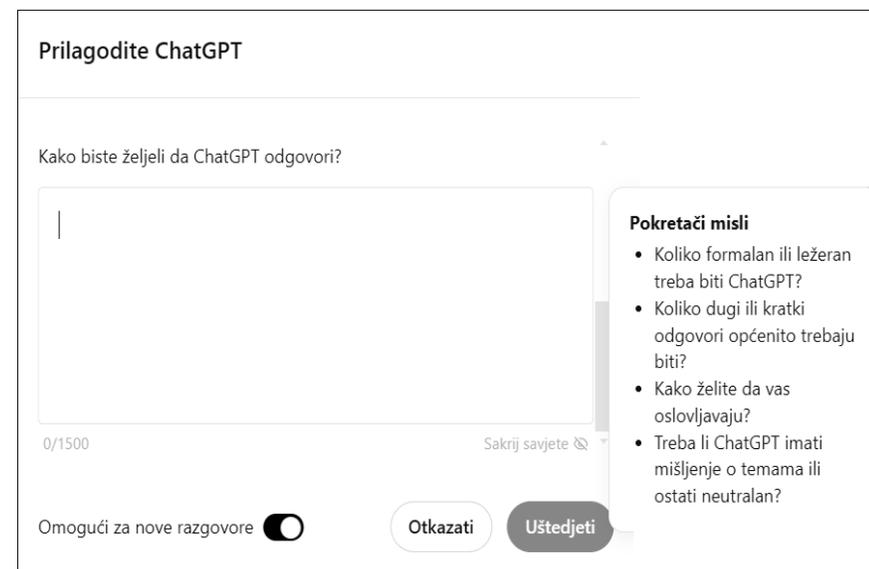 Prilagodite ChatGPT
Kako biste željeli da ChatGPT odgovori?
0/1500
Sakrij savjete
Pokretači misli
• Koliko formalan ili ležeran
treba biti ChatGPT?
• Koliko dugi ili kratki
odgovori općenito trebaju
biti?
• Kako želite da vas
oslovljavaju?
• Treba li ChatGPT imati
mišljenje o temama ili
ostati neutralan?
Omogući za nove razgovore
Otkazati
Uštedjeti